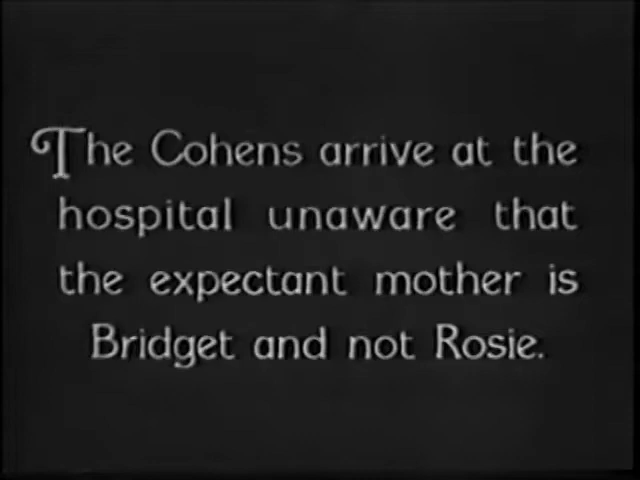 The Cohens arrive at the
hospital unaware that
the expectant mother is
Bridget and not Rosie.